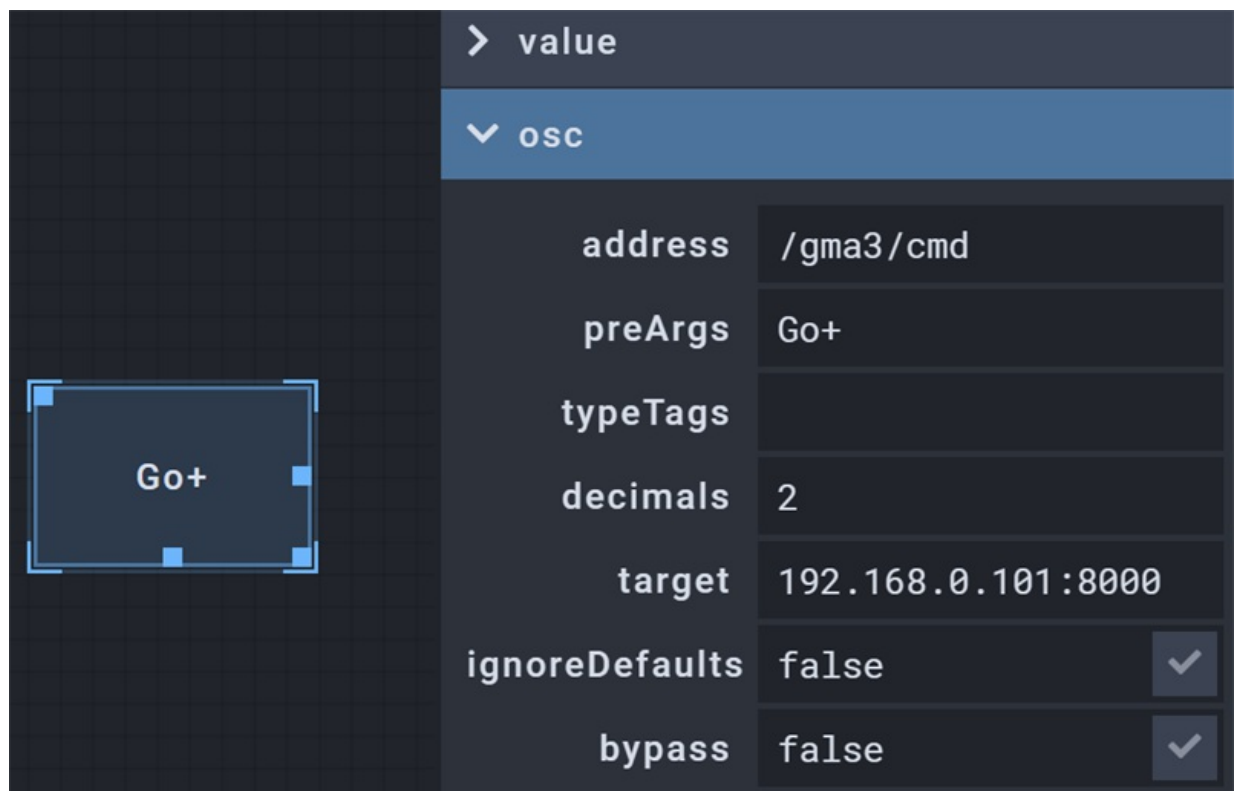 value
osc
address /gma3/cmd
preArgs Go+
typeTags
decimals 2
target 192.168.0.101:8000
ignoreDefaults false
bypass false
Go+